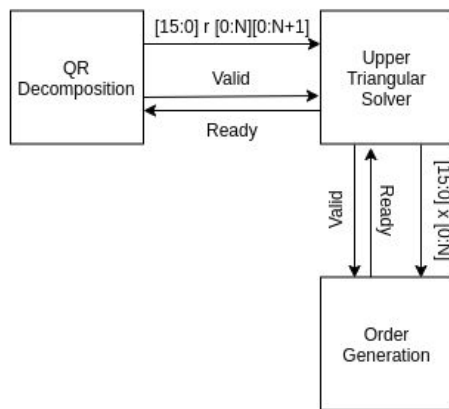 [15:0] r [0:N][0:N+1]
QR
Decomposition
Valid
Ready
Upper
Triangular
Solver
Valid
Ready
[15:0] x [0:N]
Order
Generation